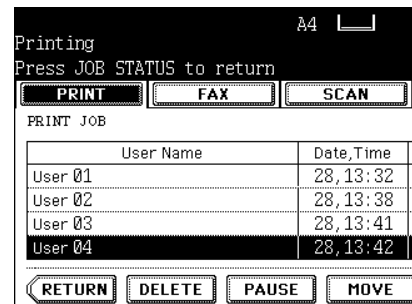 A4
Printing
Press JOB STATUS to return
PRINT FAX SCAN
PRINT JOB
User Name Date,Time
User 01 28,13:32
User 02 28,13:38
User 03 28,13:41
User 04 28,13:42
RETURN DELETE PAUSE MOVE